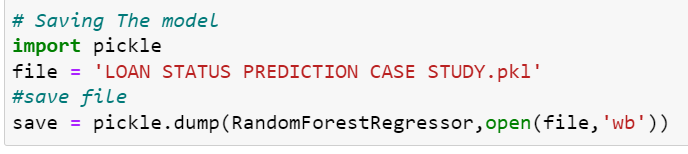 # Saving The model
import pickle
file = 'LOAN STATUS PREDICTION CASE STUDY.pkl'
#save file
save = pickle.dump(RandomForestRegressor,open(file,'wb'))